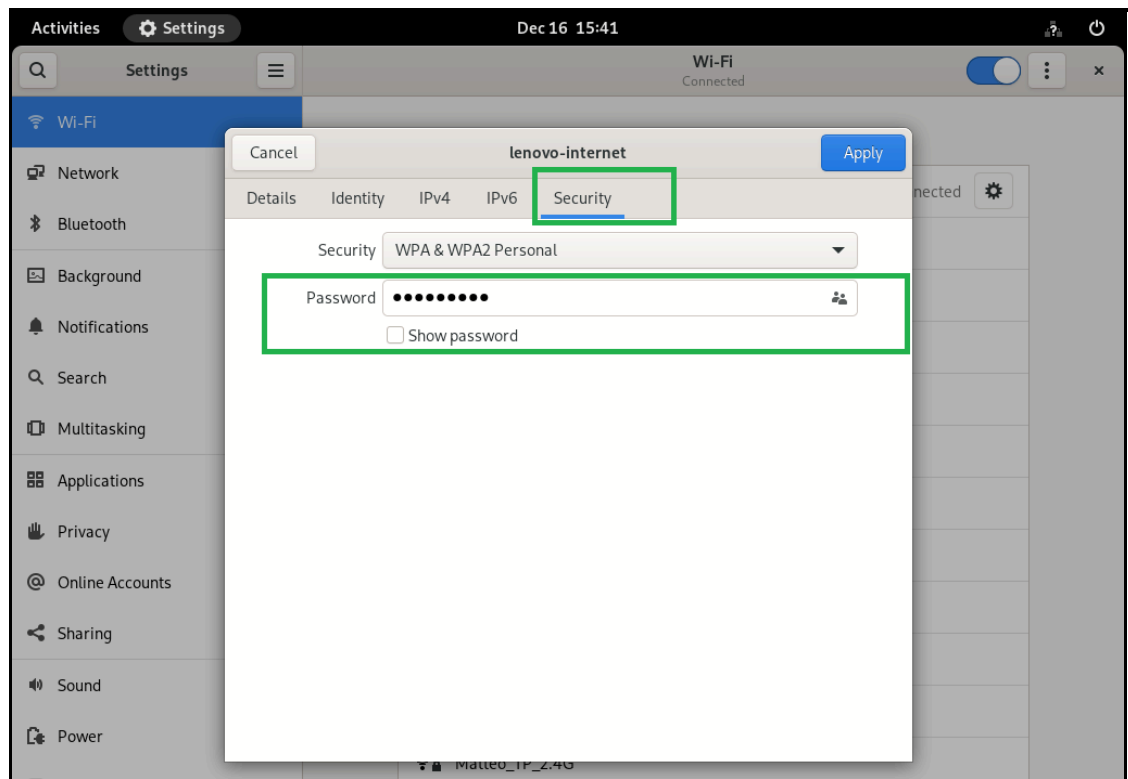 Activities Settings Dec 16 15:41
Settings Wi-Fi
Connected
Wi-Fi
Network
Bluetooth
Background
Notifications
Search
Multitasking
Applications
Privacy
Online Accounts
Sharing
Sound
Power
Cancel lenovo-internet Apply
Details Identity IPv4 IPv6 Security
Security WPA & WPA2 Personal
Password •••••••••
Show password
nected
Matteo_TP_2.4G